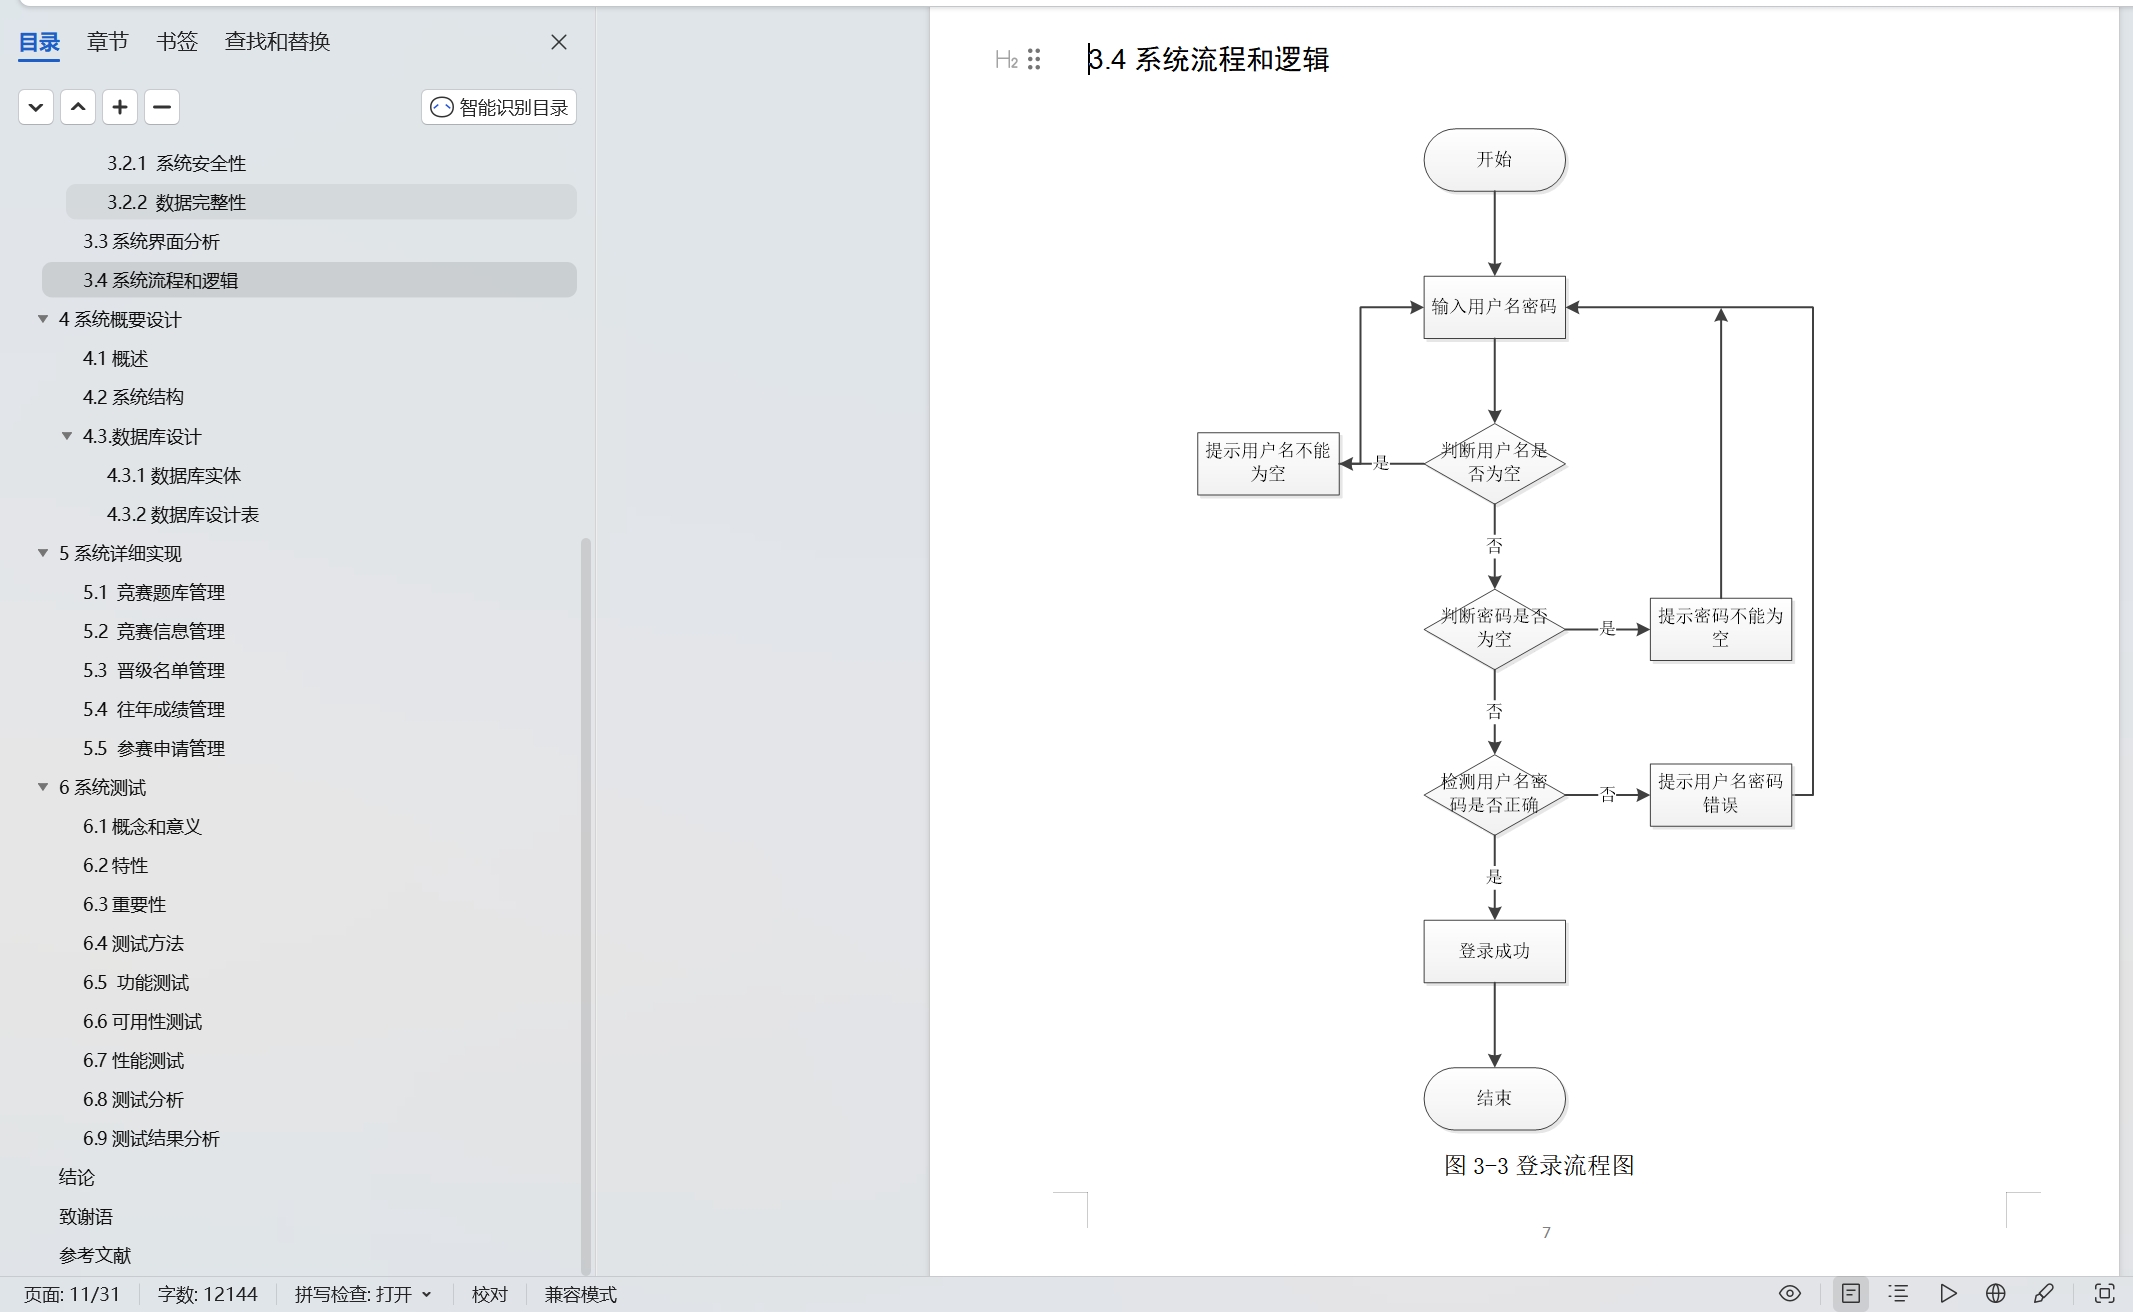 目录 章节 书签 查找和替换
智能识别目录
3.2.1 系统安全性
3.2.2 数据完整性
3.3 系统界面分析
3.4 系统流程和逻辑
4 系统概要设计
4.1 概述
4.2 系统结构
4.3.数据库设计
4.3.1 数据库实体
4.3.2 数据库设计表
5 系统详细实现
5.1 竞赛题库管理
5.2 竞赛信息管理
5.3 晋级名单管理
5.4 往年成绩管理
5.5 参赛申请管理
6 系统测试
6.1 概念和意义
6.2 特性
6.3 重要性
6.4 测试方法
6.5 功能测试
6.6 可用性测试
6.7 性能测试
6.8 测试分析
6.9 测试结果分析
结论
致谢语
参考文献
H2
3.4 系统流程和逻辑
开始
输入用户名密码
提示用户名不能
为空
是
判断用户名是
否为空
否
判断密码是否
为空
是
提示密码不能为
空
否
检测用户名密
码是否正确
否
提示用户名密码
错误
是
登录成功
结束
图 3-3 登录流程图
7
页面: 11/31 字数: 12144 拼写检查: 打开 校对 兼容模式